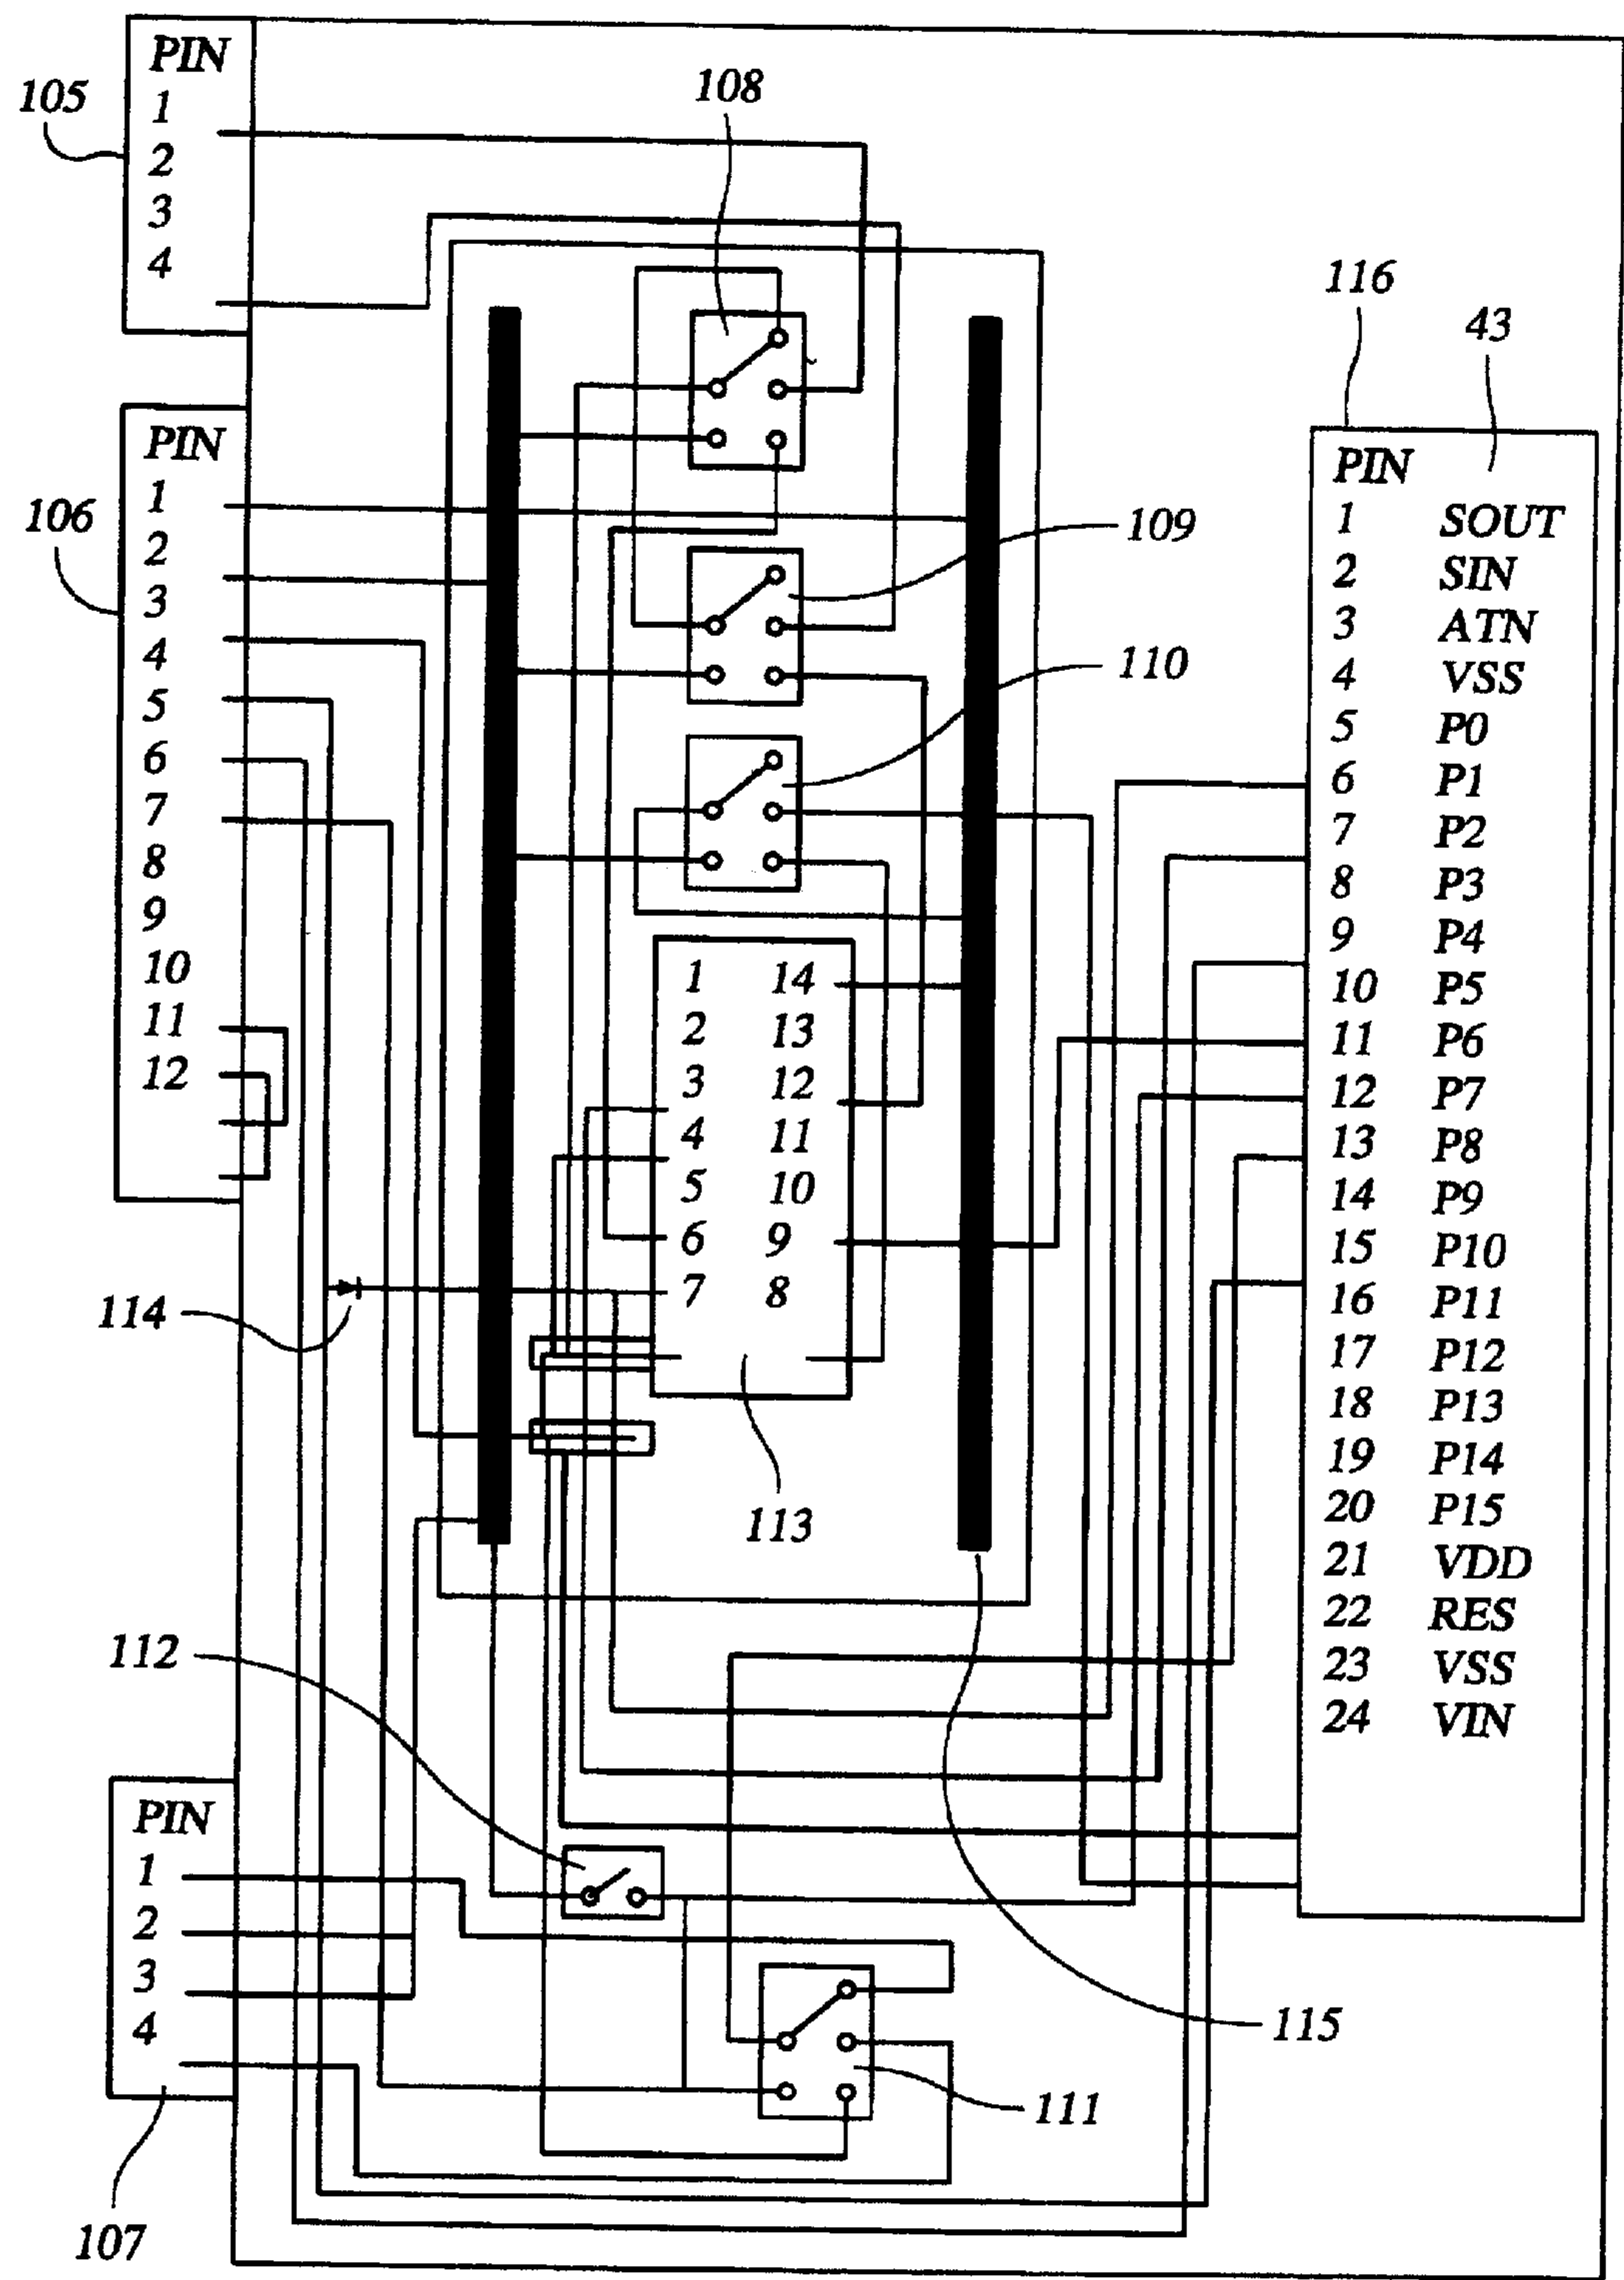 105
PIN
1
2
3
4
108
106
PIN
1
2
3
4
5
6
7
8
9
10
11
12
109
110
116
43
PIN
1 SOUT
2 SIN
3 ATN
4 VSS
5 P0
6 P1
7 P2
8 P3
9 P4
10 P5
11 P6
12 P7
13 P8
14 P9
15 P10
16 P11
17 P12
18 P13
19 P14
20 P15
21 VDD
22 RES
23 VSS
24 VIN
1 14
2 13
3 12
4 11
5 10
6 9
7 8
114
113
112
PIN
1
2
3
4
107
115
111